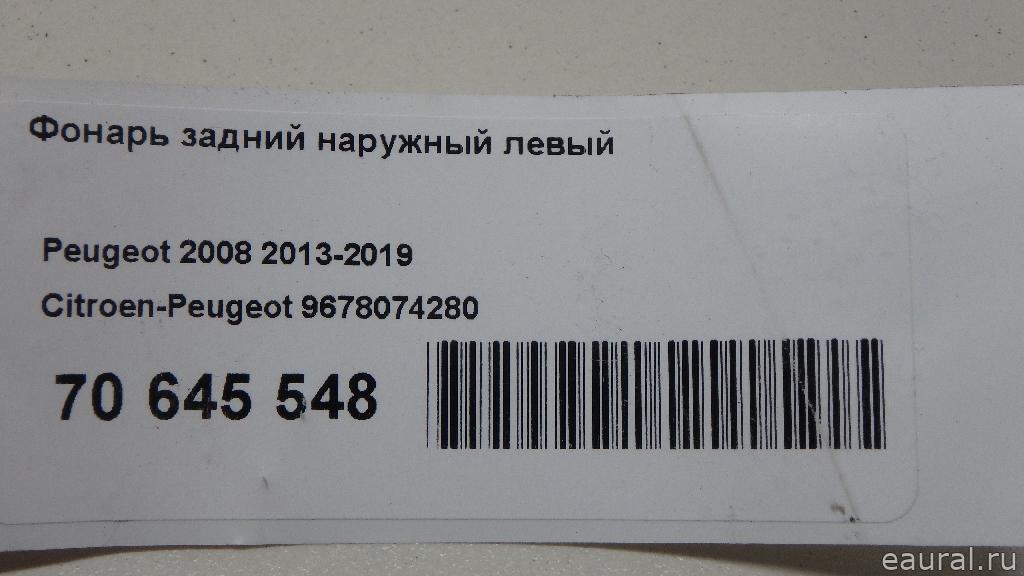 Фонарь задний наружный левый
Peugeot 2008 2013-2019
Citroen-Peugeot 9678074280
70 645 548
eaural.ru